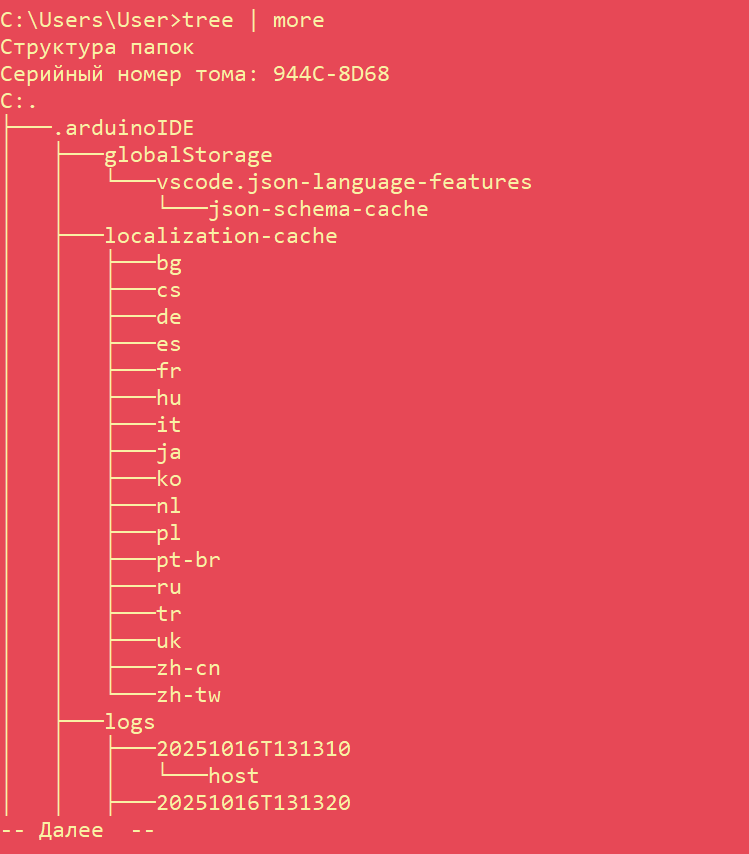 C:\Users\User>tree | more
Структура папок
Серийный номер тома: 944C-8D68
C:.
├───.arduinoIDE
│   ├───globalStorage
│   │   └───vscode.json-language-features
│   │       └───json-schema-cache
│   ├───localization-cache
│   │   ├───bg
│   │   ├───cs
│   │   ├───de
│   │   ├───es
│   │   ├───fr
│   │   ├───hu
│   │   ├───it
│   │   ├───ja
│   │   ├───ko
│   │   ├───nl
│   │   ├───pl
│   │   ├───pt-br
│   │   ├───ru
│   │   ├───tr
│   │   ├───uk
│   │   ├───zh-cn
│   │   └───zh-tw
│   ├───logs
│   │   ├───20251016T131310
│   │   │   └───host
│   │   ├───20251016T131320
-- Далее  --